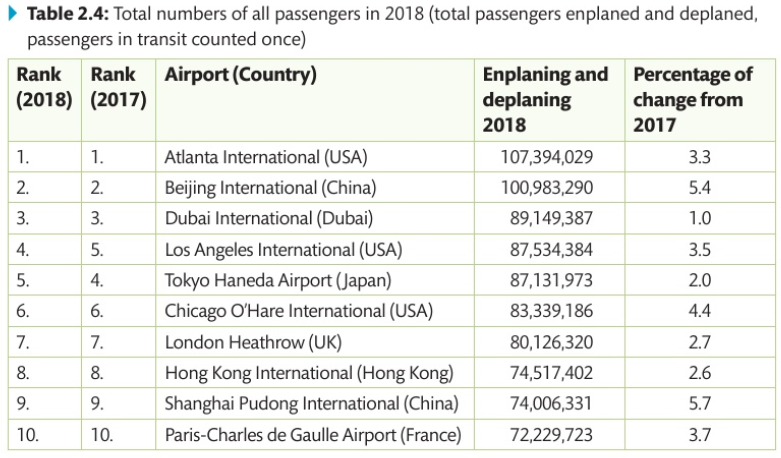 Table 2.4: Total numbers of all passengers in 2018 (total passengers enplaned and deplaned,
passengers in transit counted once)
Rank (2018) Rank (2017) Airport (Country) Enplaning and deplaning 2018 Percentage of change from 2017
1. 1. Atlanta International (USA) 107,394,029 3.3
2. 2. Beijing International (China) 100,983,290 5.4
3. 3. Dubai International (Dubai) 89,149,387 1.0
4. 5. Los Angeles International (USA) 87,534,384 3.5
5. 4. Tokyo Haneda Airport (Japan) 87,131,973 2.0
6. 6. Chicago O'Hare International (USA) 83,339,186 4.4
7. 7. London Heathrow (UK) 80,126,320 2.7
8. 8. Hong Kong International (Hong Kong) 74,517,402 2.6
9. 9. Shanghai Pudong International (China) 74,006,331 5.7
10. 10. Paris-Charles de Gaulle Airport (France) 72,229,723 3.7